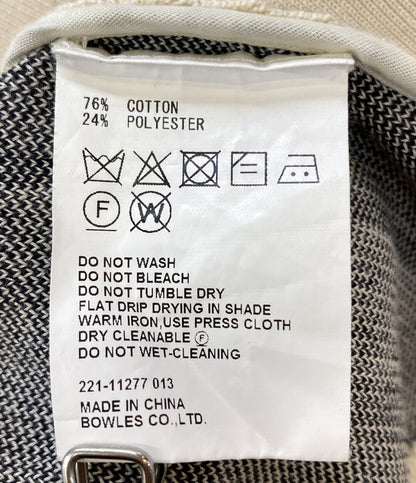 76% COTTON
24% POLYESTER
F W
DO NOT WASH
DO NOT BLEACH
DO NOT TUMBLE DRY
FLAT DRIP DRYING IN SHADE
WARM IRON,USE PRESS CLOTH
DRY CLEANABLE Ⓕ
DO NOT WET-CLEANING
221-11277 013
MADE IN CHINA
BOWLES CO.,LTD.